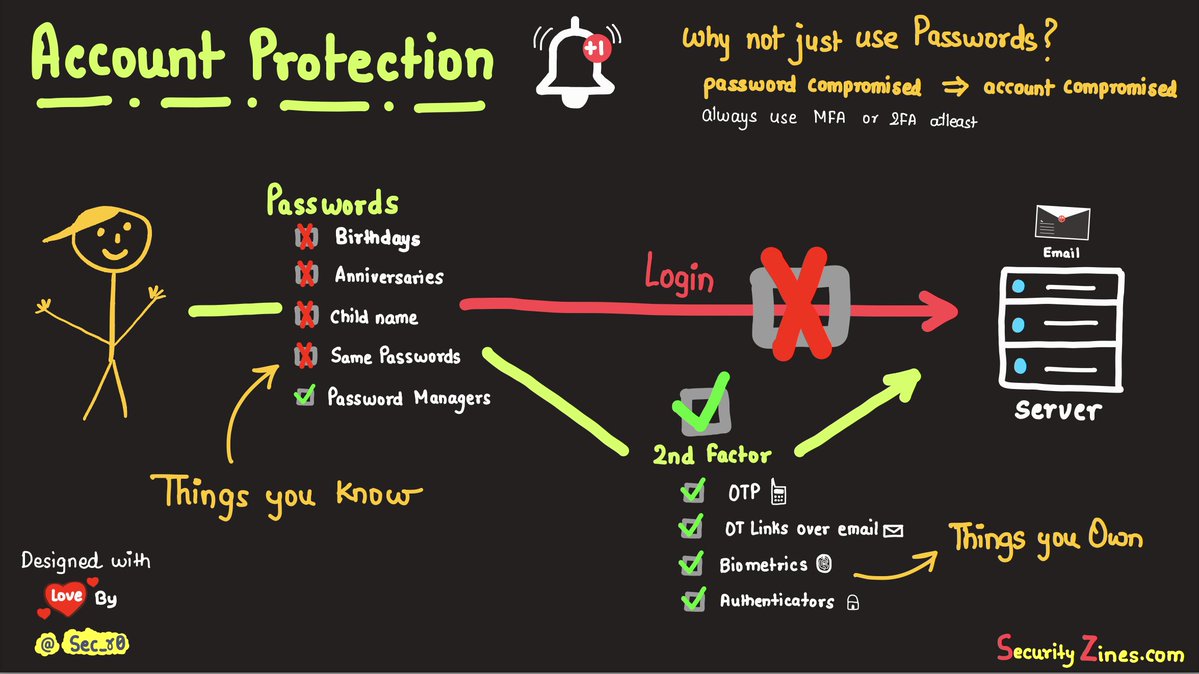 Account Protection
+1
Why not just use Passwords?
password compromised ⇒ account compromised
always use MFA or 2FA atleast
Passwords
Birthdays
Anniversaries
Child name
Same Passwords
Password Managers
Things you know
Login
Email
Server
2nd Factor
OTP
OT Links over email
Biometrics
Authenticators
Things you Own
Designed with
Love By
@ Sec_r0
SecurityZines.com